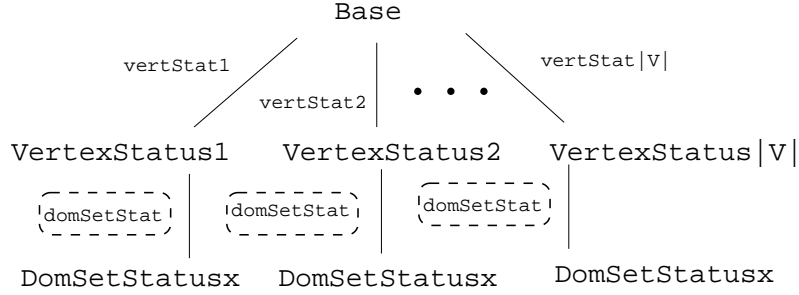 Base
vertStat1
vertStat2
vertStat|V|
VertexStatus1
VertexStatus2
VertexStatus|V|
domSetStat
domSetStat
domSetStat
DomSetStatusx
DomSetStatusx
DomSetStatusx